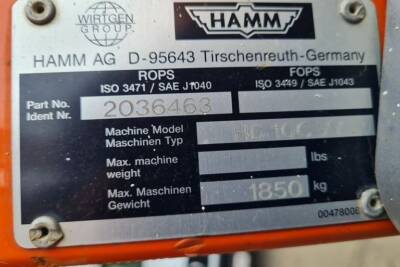 WIRTGEN
GROUP
HAMM
HAMM AG D-95643 Tirschenreuth-Germany
ROPS FOPS
ISO 3471 / SAE J1040 ISO 3449 / SAE J1043
Part No. 2036463
Ident Nr.
Machine Model
Maschinen Typ
Max. machine lbs
weight
Max. Maschinen 1850 kg
Gewicht